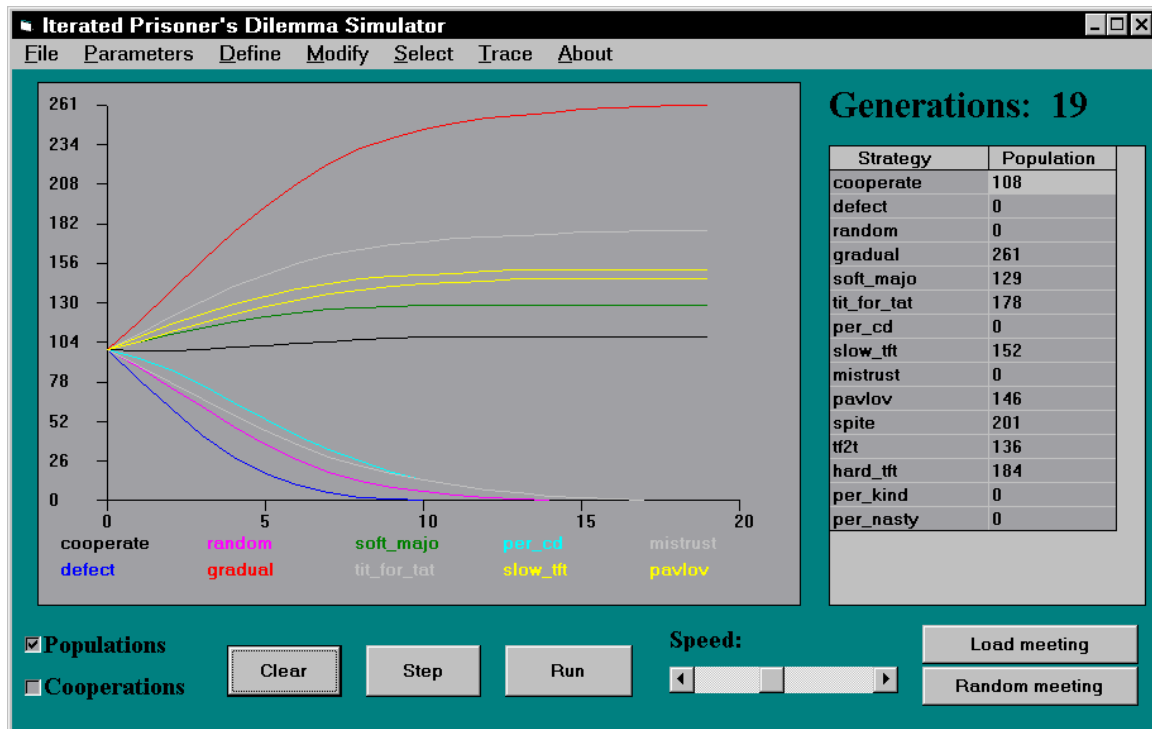 Iterated Prisoner's Dilemma Simulator
File Parameters Define Modify Select Trace About
261
234
208
182
156
130
104
78
52
26
0
0 5 10 15 20
cooperate random soft_majo per_cd mistrust
defect gradual tit_for_tat slow_tft pavlov
Generations: 19
Strategy Population
cooperate 108
defect 0
random 0
gradual 261
soft_majo 129
tit_for_tat 178
per_cd 0
slow_tft 152
mistrust 0
pavlov 146
spite 201
tf2t 136
hard_tft 184
per_kind 0
per_nasty 0
Populations
Cooperations
Clear
Step
Run
Speed:
Load meeting
Random meeting